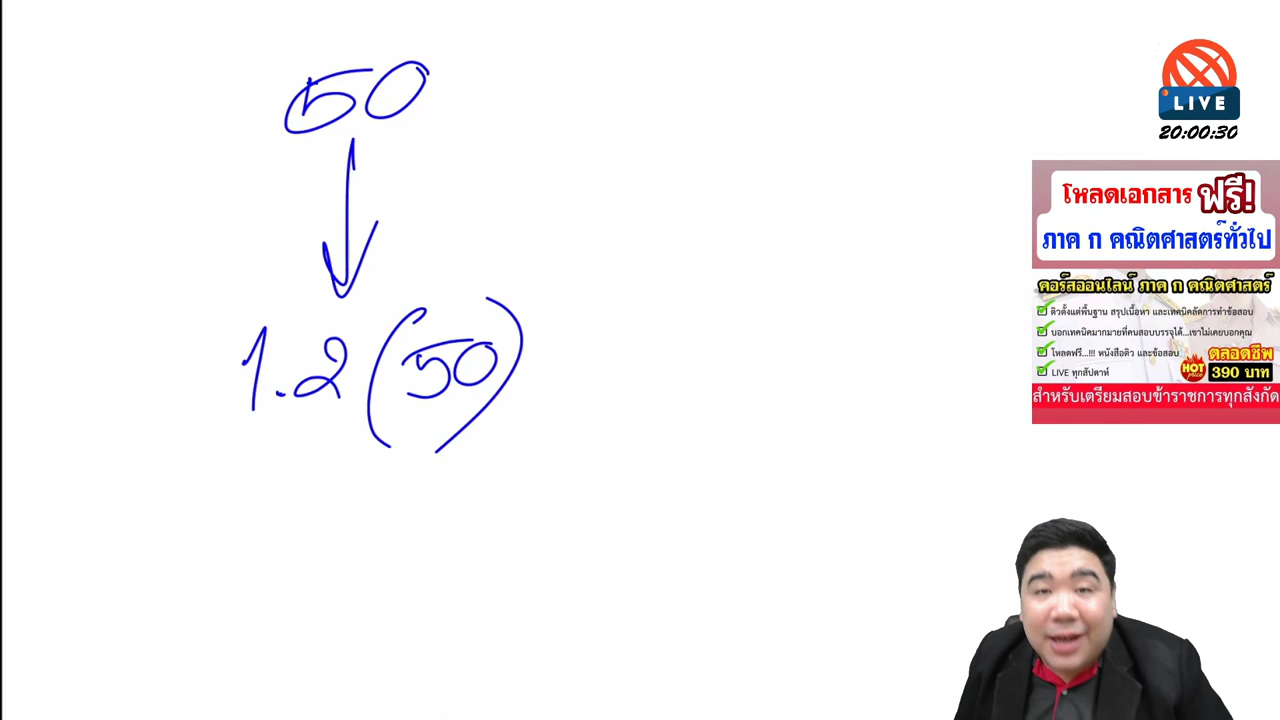 50
1.2(50)
LIVE
20:00:30
โหลดเอกสาร ฟรี!
ภาค ก คณิตศาสตร์ทั่วไป
คอร์สออนไลน์ ภาค ก คณิตศาสตร์
ติวตั้งแต่พื้นฐาน สรุปเนื้อหา และเทคนิคลัดการทำข้อสอบ
บอกเทคนิคมากมายที่คนสอบบรรจุได้...เขาไม่เคยบอกคุณ
โหลดฟรี...!!! หนังสือติว และข้อสอบ
LIVE ทุกสัปดาห์
HOT price
ตลอดชีพ
390 บาท
สำหรับเตรียมสอบข้าราชการทุกสังกัด